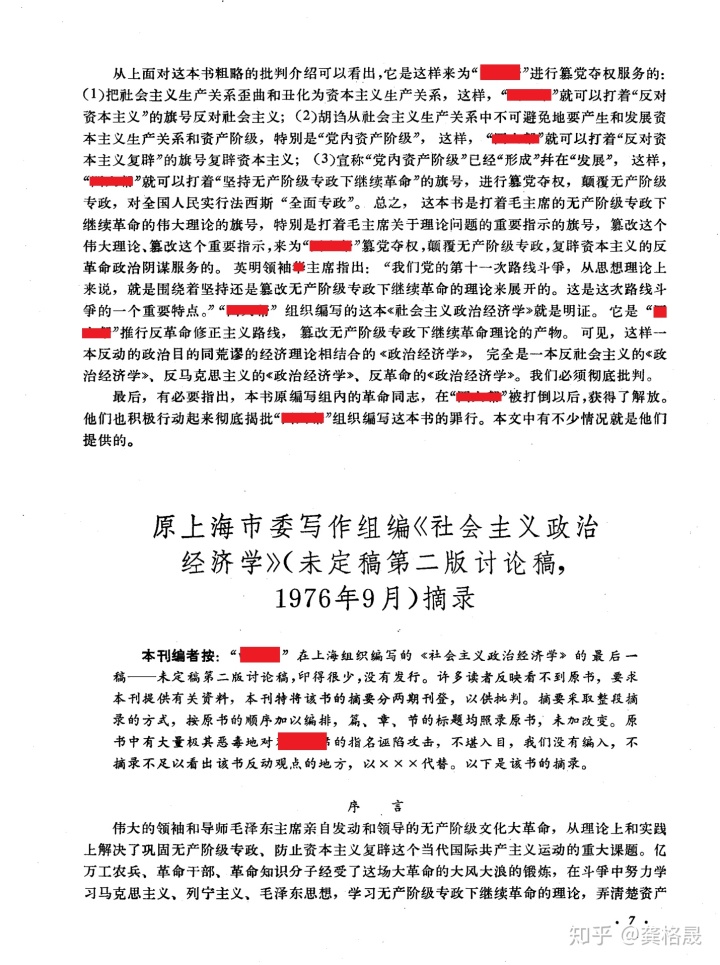 从上面对这本书粗略的批判介绍可以看出,它是这样来为“”进行篡党夺权服务的:
(1)把社会主义生产关系歪曲和丑化为资本主义生产关系，这样，“”就可以打着“反对
资本主义”的旗号反对社会主义；(2)胡诌从社会主义生产关系中不可避免地要产生和发展资
本主义生产关系和资产阶级，特别是“党内资产阶级”，这样，“”就可以打着“反对资
本主义复辟”的旗号复辟资本主义；(3)宣称“党内资产阶级”已经“形成”并在“发展”，这样，
“”就可以打着“坚持无产阶级专政下继续革命”的旗号，进行篡党夺权，颠覆无产阶级
专政，对全国人民实行法西斯“全面专政”。总之，这本书是打着毛主席的无产阶级专政下
继续革命的伟大理论的旗号，特别是打着毛主席关于理论问题的重要指示的旗号，篡改这个
伟大理论、篡改这个重要指示,来为“”篡党夺权,颠覆无产阶级专政,复辟资本主义的反
革命政治阴谋服务的。英明领袖主席指出：“我们党的第十一次路线斗争，从思想理论上
来说，就是围绕着坚持还是篡改无产阶级专政下继续革命的理论来展开的。这是这次路线斗
争的一个重要特点。”“”组织编写的这本《社会主义政治经济学》就是明证。它是“
”推行反革命修正主义路线，篡改无产阶级专政下继续革命理论的产物。可见，这样一
本反动的政治目的同荒谬的经济理论相结合的《政治经济学》，完全是一本反社会主义的《政
治经济学》、反马克思主义的《政治经济学》、反革命的《政治经济学》。我们必须彻底批判。
最后，有必要指出，本书原编写组内的革命同志，在“”被打倒以后,获得了解放。
他们也积极行动起来彻底揭批“”组织编写这本书的罪行。本文中有不少情况就是他们
提供的。
原上海市委写作组编《社会主义政治
经济学》(未定稿第二版讨论稿,
1976年9月)摘录
本刊编者按：“”在上海组织编写的《社会主义政治经济学》的最后一
稿——未定稿第二版讨论稿,印得很少,没有发行。许多读者反映看不到原书，要求
本刊提供有关资料，本刊特将该书的摘要分两期刊登，以供批判。摘要采取整段摘
录的方式，按原书的顺序加以编排，篇、章、节的标题均照录原书，未加改变。原
书中有大量极其恶毒地对的指名诬陷攻击，不堪入目，我们没有编入，不
摘录不足以看出该书反动观点的地方，以×××代替。以下是该书的摘录。
序 言
伟大的领袖和导师毛泽东主席亲自发动和领导的无产阶级文化大革命，从理论上和实践
上解决了巩固无产阶级专政、防止资本主义复辟这个当代国际共产主义运动的重大课题。亿
万工农兵、革命干部、革命知识分子经受了这场大革命的大风大浪的锻炼，在斗争中努力学
习马克思主义、列宁主义、毛泽东思想，学习无产阶级专政下继续革命的理论，弄清楚资产
· 7 ·
知乎 @龚格晟